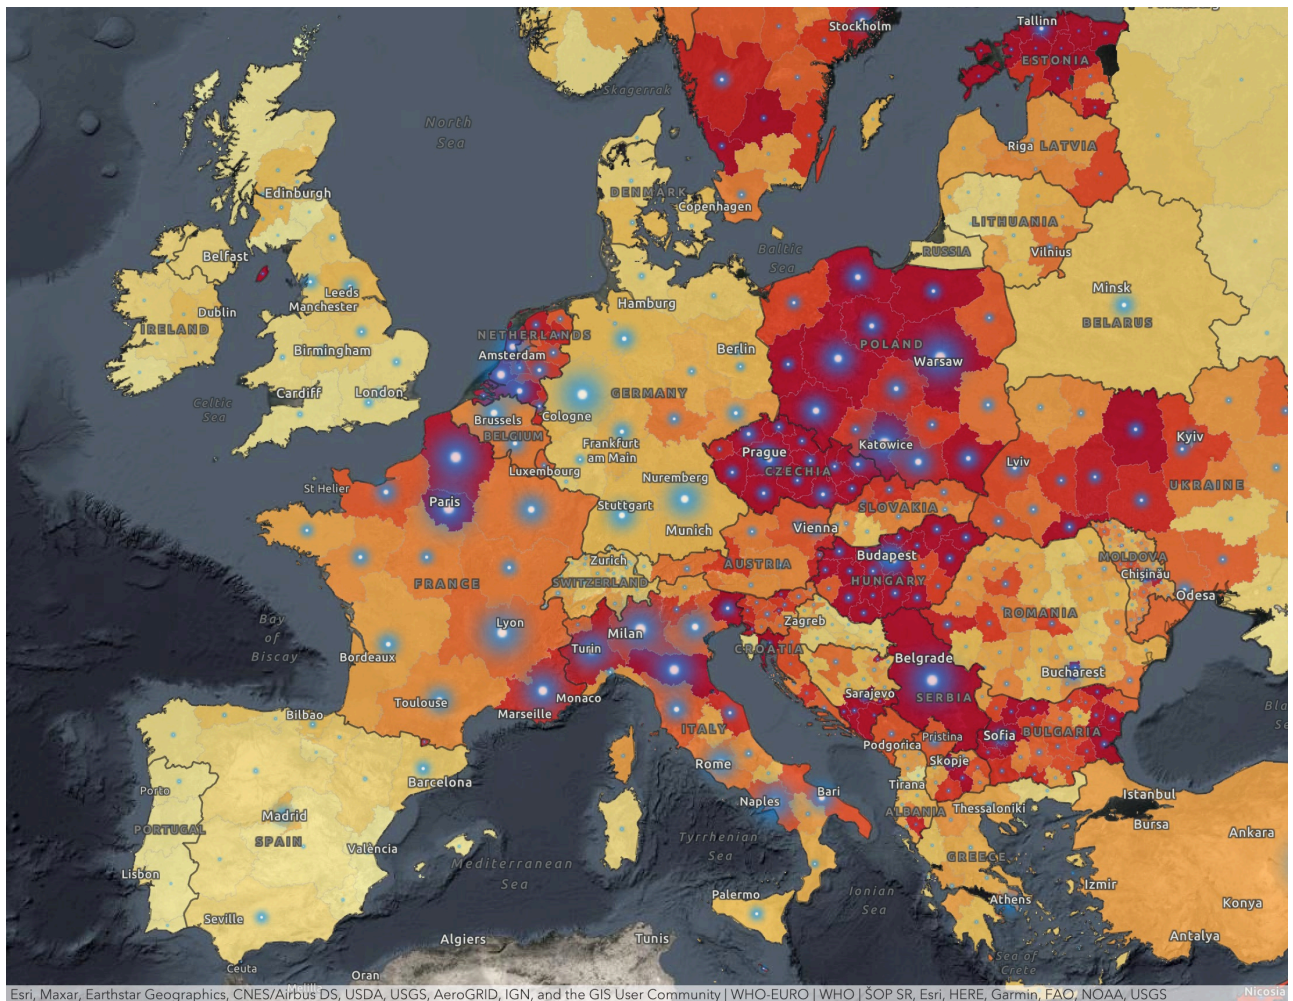 Stockholm
Tallinn
ESTONIA
Skagerrak
North
Sea
Riga LATVIA
Edinburgh
DENMARK
Copenhagen
LITHUANIA
Baltic
Sea
RUSSIA
Vilnius
Belfast
Minsk
BELARUS
Leeds
Manchester
Dublin
IRELAND
Hamburg
NETHERLANDS
Amsterdam
Birmingham
Berlin
POLAND
Warsaw
Cardiff
London
Celtic
Sea
GERMANY
Brussels
BELGIUM
Cologne
Frankfurt
am Main
Luxembourg
Prague
CZECHIA
Katowice
Lviv
Kyiv
UKRAINE
St Helier
Paris
Nuremberg
Stuttgart
Munich
SLOVAKIA
Vienna
Zurich
SWITZERLAND
FRANCE
AUSTRIA
Budapest
HUNGARY
MOLDOVA
Chișinău
Odesa
Bay
of
Biscay
Lyon
Milan
Turin
Zagreb
CROATIA
ROMANIA
Bordeaux
Belgrade
SERBIA
Bucharest
Sarajevo
Toulouse
Monaco
Marseille
Bilbao
ITALY
Podgorica
Pristina
Sofia
BULGARIA
Skopje
Rome
Barcelona
Porto
Tirana
ALBANIA
Thessaloniki
Istanbul
Bursa
Naples
Bari
Madrid
SPAIN
PORTUGAL
Ankara
València
Mediterranean
Sea
Tyrrhenian
Sea
GREECE
Lisbon
Izmir
Konya
Palermo
Ionian
Sea
Athens
Seville
Antalya
Algiers
Tunis
Sea of
Crete
Ceuta
Oran
Nicosia
Esri, Maxar, Earthstar Geographics, CNES/Airbus DS, USDA, USGS, AeroGRID, IGN, and the GIS User Community | WHO-EURO | WHO | ŠOP SR, Esri, HERE, Garmin, FAO, NOAA, USGS